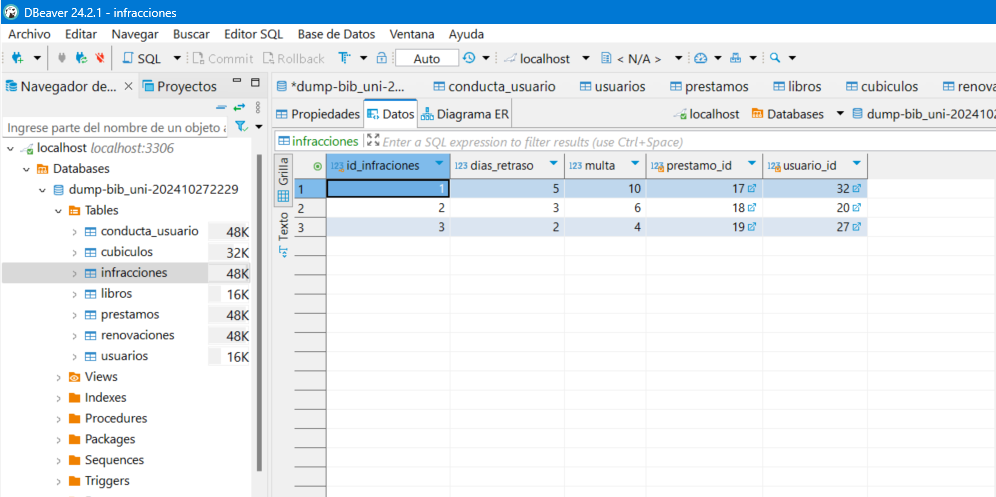 DBeaver 24.2.1 - infracciones
Archivo Editar Navegar Buscar Editor SQL Base de Datos Ventana Ayuda
SQL Commit Rollback Auto localhost < N/A >
Navegador de... Proyectos
*dump-bib_uni-2... conducta_usuario usuarios prestamos libros cubiculos renova
Propiedades Datos Diagrama ER localhost Databases dump-bib_uni-2024102
Ingrese parte del nombre de un objeto
infracciones Enter a SQL expression to filter results (use Ctrl+Space)
localhost localhost:3306
Databases
dump-bib_uni-202410272229
Tables
conducta_usuario 48K
cubiculos 32K
infracciones 48K
libros 16K
prestamos 48K
renovaciones 48K
usuarios 16K
Views
Indexes
Procedures
Packages
Sequences
Triggers
Grilla
Texto
123 id_infraciones 123 dias_retraso 123 multa 123 prestamo_id 123 usuario_id
1 1 5 10 17 32
2 2 3 6 18 20
3 3 2 4 19 27